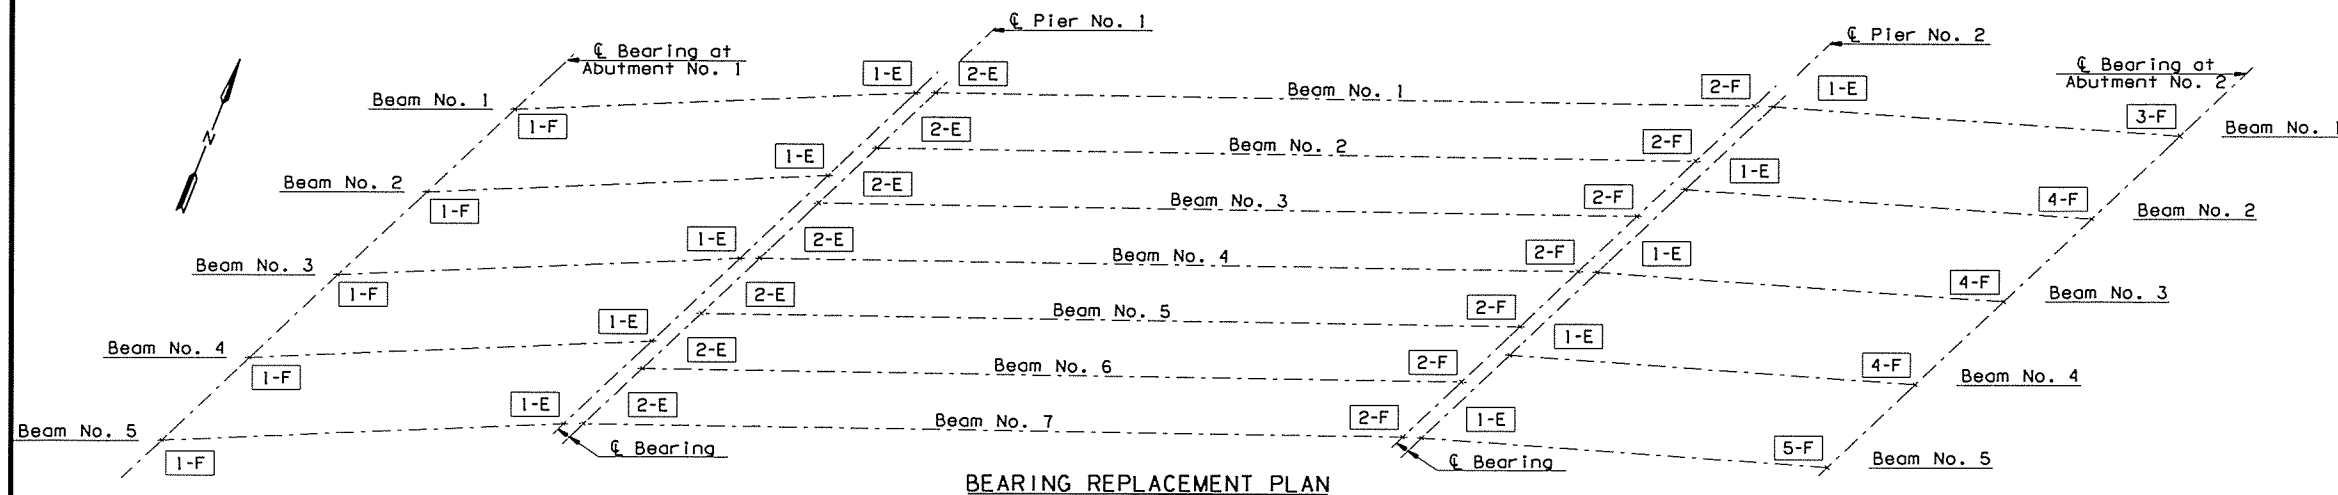 ℄ Pier No. 1
℄ Pier No. 2
℄ Bearing at
Abutment No. 1
℄ Bearing at
Abutment No. 2
N
Beam No. 1
1-F
1-E
2-E
Beam No. 1
2-F
1-E
3-F
Beam No. 1
Beam No. 2
1-F
1-E
2-E
Beam No. 2
2-F
1-E
4-F
Beam No. 2
2-E
Beam No. 3
2-F
Beam No. 3
1-F
1-E
2-E
Beam No. 4
2-F
1-E
4-F
Beam No. 3
2-E
Beam No. 5
2-F
Beam No. 4
1-F
1-E
2-E
Beam No. 6
2-F
1-E
4-F
Beam No. 4
Beam No. 5
1-F
1-E
2-E
Beam No. 7
2-F
1-E
5-F
Beam No. 5
℄ Bearing
℄ Bearing
BEARING REPLACEMENT PLAN